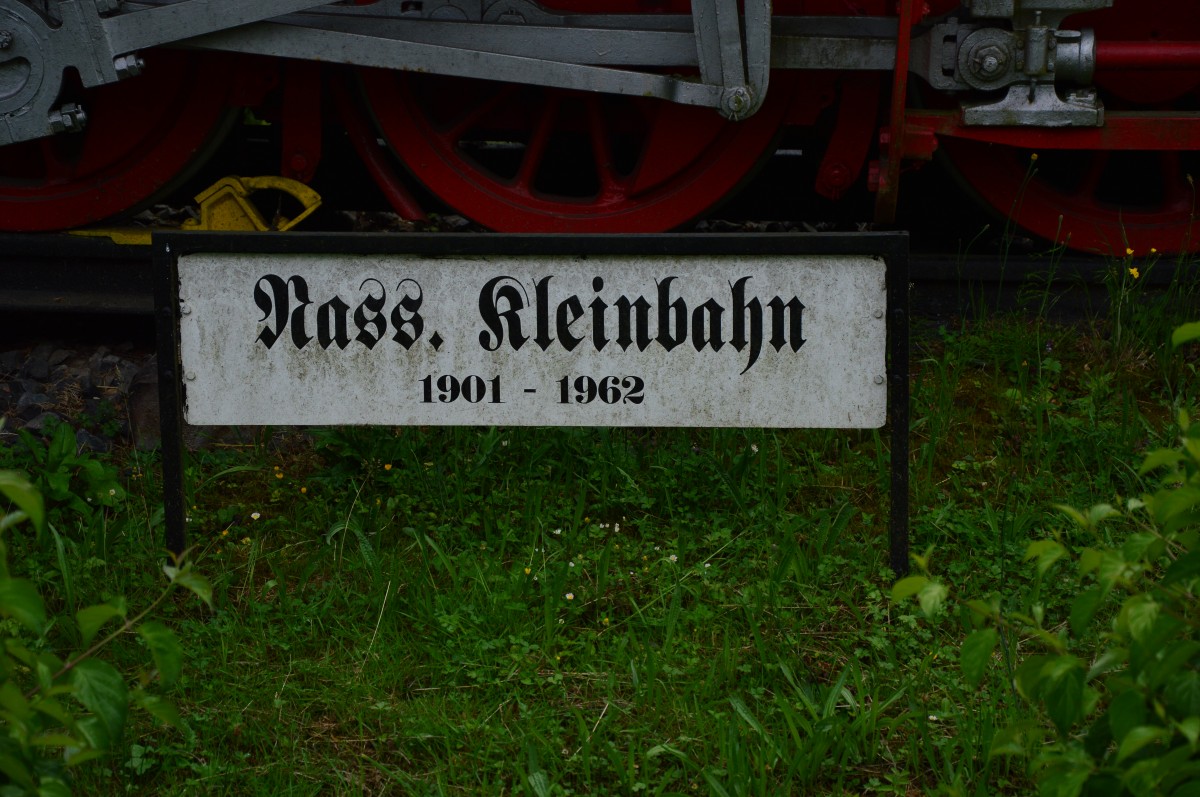 Nass. Kleinbahn
1901 - 1962